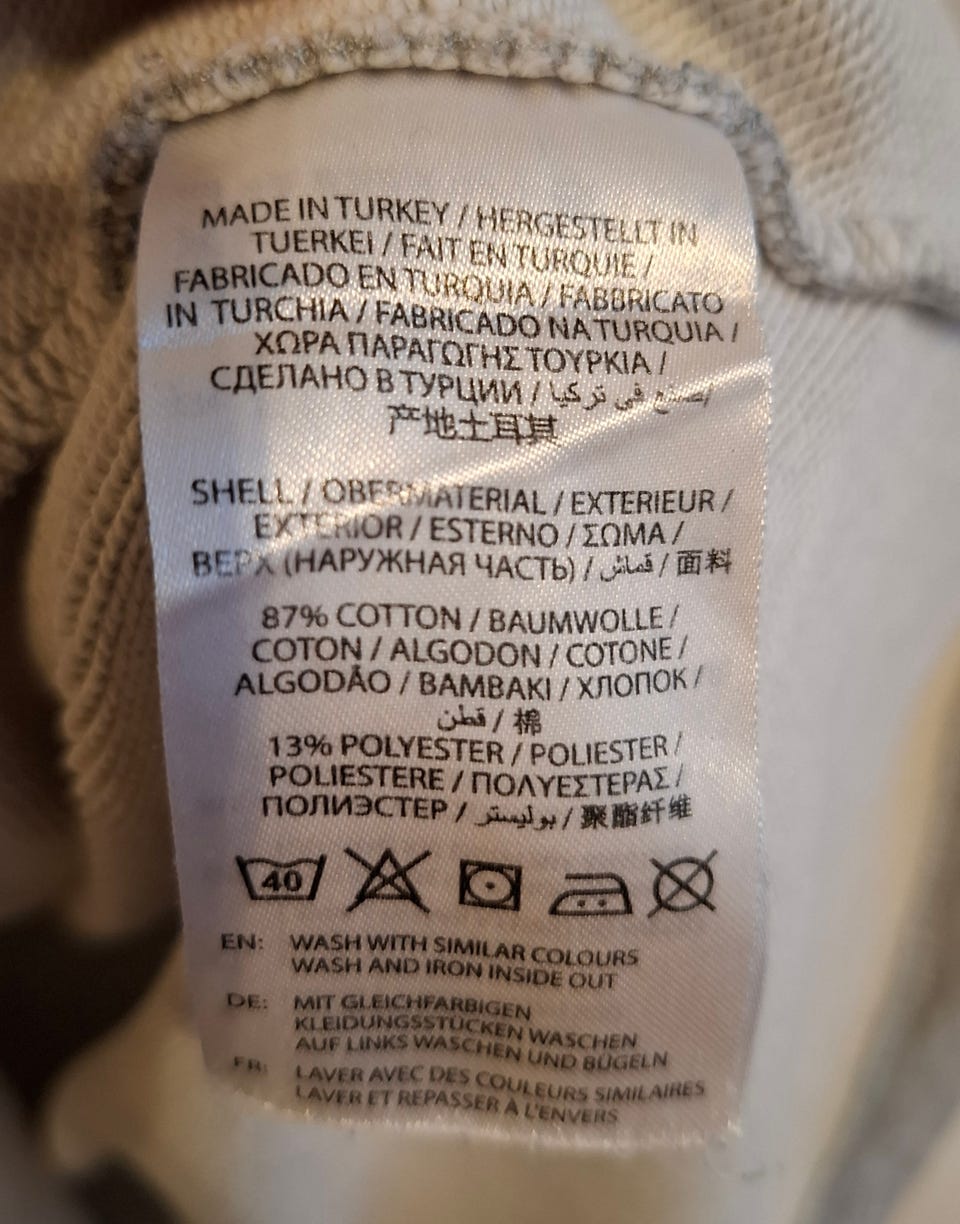 MADE IN TURKEY / HERGESTELLT IN
TUERKEI / FAIT EN TURQUIE /
FABRICADO EN TURQUIA / FABBRICATO
IN TURCHIA / FABRICADO NA TURQUIA /
ΧΩΡΑ ΠΑΡΑΓΩΓΗΣ ΤΟΥΡΚΙΑ /
СДЕЛАНО В ТУРЦИИ / صنع في تركيا /
产地土耳其
SHELL / OBERMATERIAL / EXTERIEUR /
EXTERIOR / ESTERNO / ΣΩΜΑ /
ВЕРХ (НАРУЖНАЯ ЧАСТЬ) / قماش / 面料
87% COTTON / BAUMWOLLE /
COTON / ALGODON / COTONE /
ALGODÃO / BAMBAKI / ХЛОПОК /
قطن / 棉
13% POLYESTER / POLIESTER /
POLIESTERE / ΠΟΛΥΕΣΤΕΡΑΣ /
ПОЛИЭСТЕР / بوليستر / 聚酯纤维
40
EN: WASH WITH SIMILAR COLOURS
WASH AND IRON INSIDE OUT
DE: MIT GLEICHFARBIGEN
KLEIDUNGSSTÜCKEN WASCHEN
AUF LINKS WASCHEN UND BÜGELN
FR: LAVER AVEC DES COULEURS SIMILAIRES
LAVER ET REPASSER À L'ENVERS